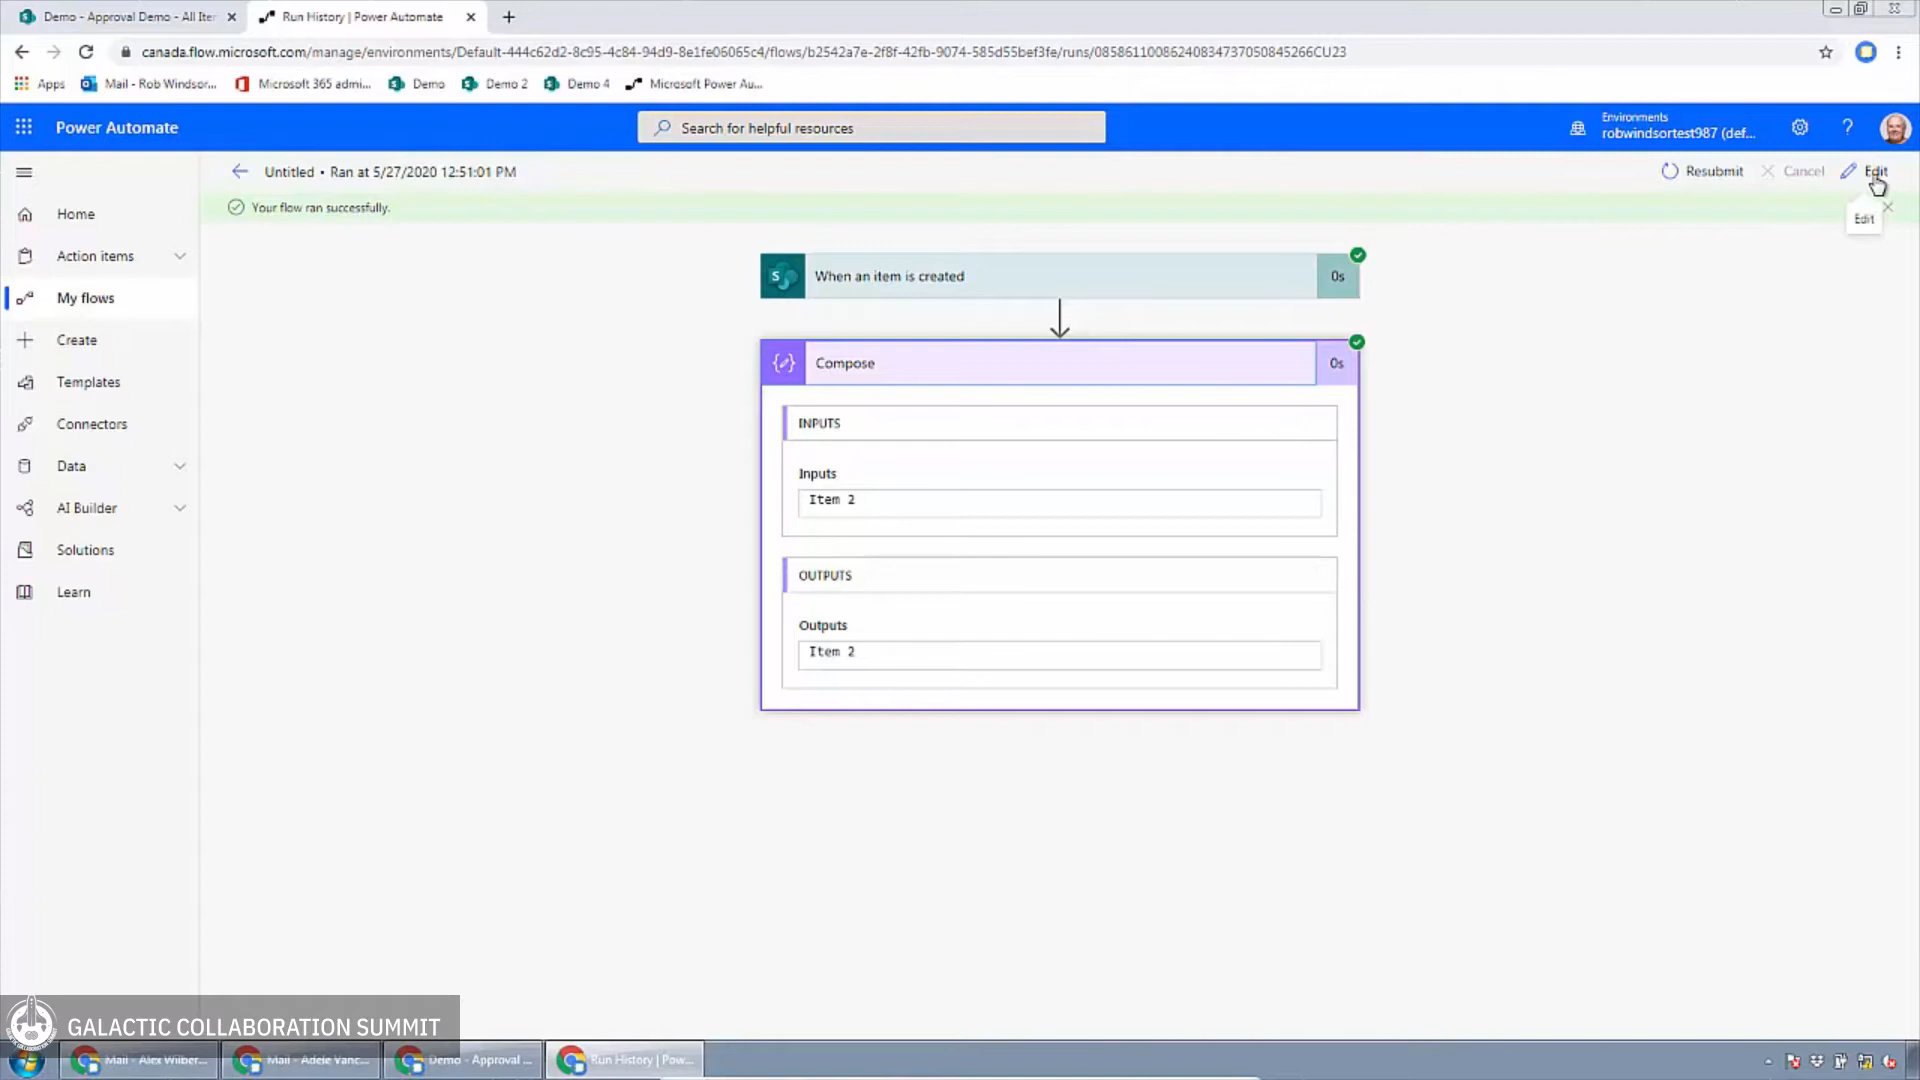 Demo - Approval Demo - All Iter
Run History | Power Automate
canada.flow.microsoft.com/manage/environments/Default-444c62d2-8c95-4c84-94d9-8e1fe06065c4/flows/b2542a7e-2f8f-42fb-9074-585d55bef3fe/runs/08586110086240834737050845266CU23
Apps
Mail - Rob Windsor...
Microsoft 365 admi...
Demo
Demo 2
Demo 4
Microsoft Power Au...
Power Automate
Search for helpful resources
Environments
robwindsortest987 (def...
?
Untitled • Ran at 5/27/2020 12:51:01 PM
Resubmit
Cancel
Edit
Your flow ran successfully.
Edit
Home
Action items
My flows
Create
Templates
Connectors
Data
AI Builder
Solutions
Learn
When an item is created
0s
Compose
0s
INPUTS
Inputs
Item 2
OUTPUTS
Outputs
Item 2
GALACTIC COLLABORATION SUMMIT
Mail - Alex Wilber...
Mail - Adele Vanc...
Demo - Approval ...
Run History | Pow...